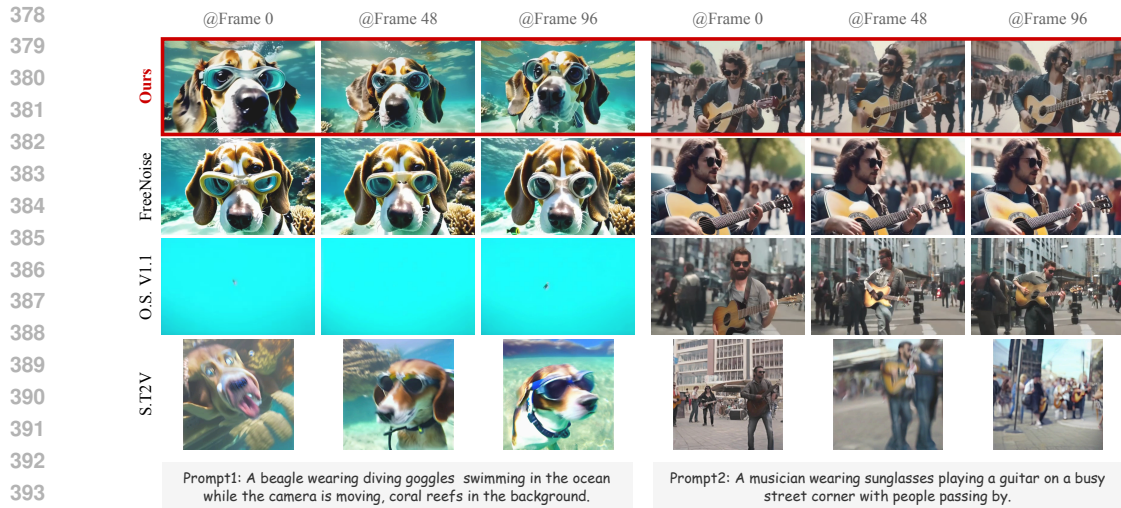 378
@Frame 0 @Frame 48 @Frame 96 @Frame 0 @Frame 48 @Frame 96
379
380
Ours
381
382
383
FreeNoise
384
385
386
O.S. V1.1
387
388
389
390
S.T2V
391
392
Prompt1: A beagle wearing diving goggles swimming in the ocean
while the camera is moving, coral reefs in the background.
Prompt2: A musician wearing sunglasses playing a guitar on a busy
street corner with people passing by.
393